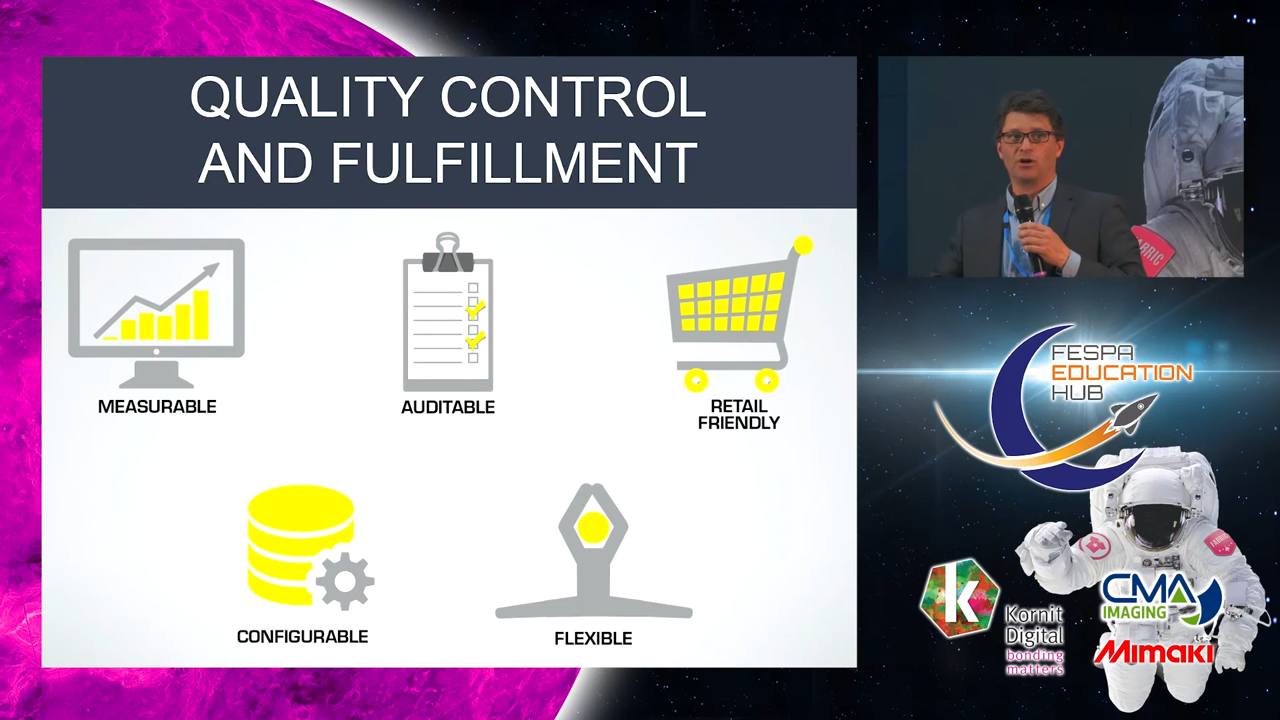 QUALITY CONTROL
AND FULFILLMENT
MEASURABLE
AUDITABLE
RETAIL
FRIENDLY
CONFIGURABLE
FLEXIBLE
FESPA
EDUCATION
HUB
k
Kornit
Digital
bonding
matters
CMA
IMAGING
Mimaki